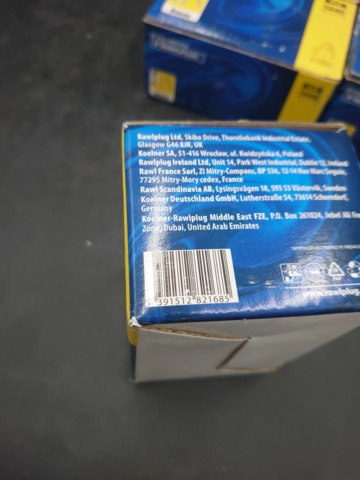 Rawlplug Ltd, Skibo Drive, Thornliebank Industrial Estate,
Glasgow G46 8JR, UK
Koelner SA, 51-416 Wrocław, ul. Kwidzyńska 6, Poland
Rawlplug Ireland Ltd, Unit 14, Park West Industrial, Dublin 12, Ireland
Rawl France Sarl, ZI Mitry-Compans, BP 536, 12-14 Rue Marc Seguin,
77295 Mitry-Mory cedex, France
Rawl Scandinavia AB, Lysingsvägen 18, 593 53 Västervik, Sweden
Koelner Deutschland GmbH, Lutherstraße 54, 73614 Schorndorf,
Germany
Koelner-Rawlplug Middle East FZE, P.O. Box 261024, Jebel Ali
Zone, Dubai, United Arab Emirates
5 391512 821685
www.rawlplug.